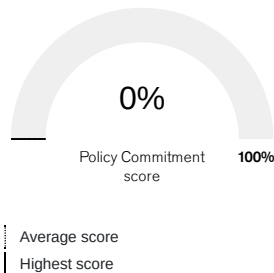 0%
Policy Commitment 100%
score
Average score
Highest score